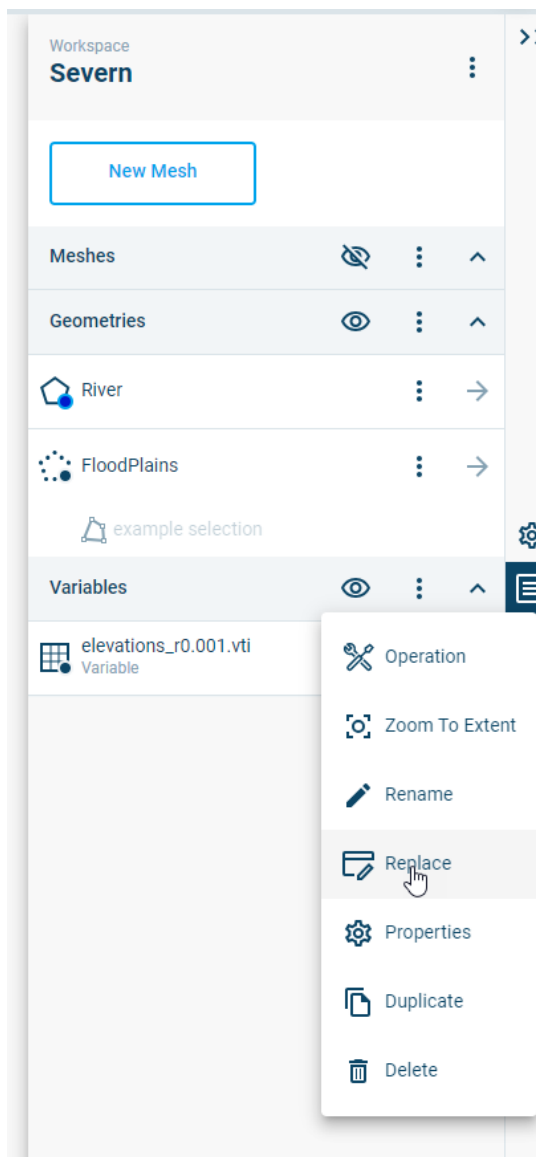 Workspace
Severn
New Mesh
Meshes
Geometries
River
FloodPlains
example selection
Variables
elevations_r0.001.vti
Variable
Operation
Zoom To Extent
Rename
Replace
Properties
Duplicate
Delete